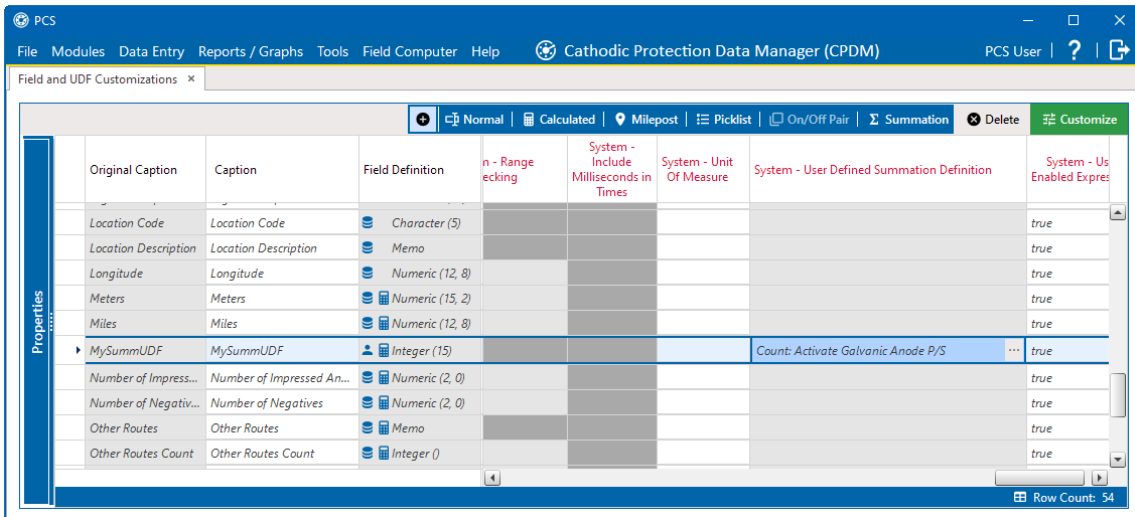 PCS
File Modules Data Entry Reports / Graphs Tools Field Computer Help Cathodic Protection Data Manager (CPDM) PCS User | ? |
Field and UDF Customizations ×
Normal | Calculated | Milepost | Picklist | On/Off Pair | Σ Summation Delete Customize
Original Caption Caption Field Definition n - Range ecking System - Include Milliseconds in Times System - Unit Of Measure System - User Defined Summation Definition System - Us Enabled Expres
Location Code Location Code Character (5) true
Location Description Location Description Memo true
Longitude Longitude Numeric (12, 8) true
Meters Meters Numeric (15, 2) true
Miles Miles Numeric (12, 8) true
MySummUDF MySummUDF Integer (15) Count: Activate Galvanic Anode P/S ... true
Number of Impress... Number of Impressed An... Numeric (2, 0) true
Number of Negativ... Number of Negatives Numeric (2, 0) true
Other Routes Other Routes Memo true
Other Routes Count Other Routes Count Integer () true
Properties
Row Count: 54